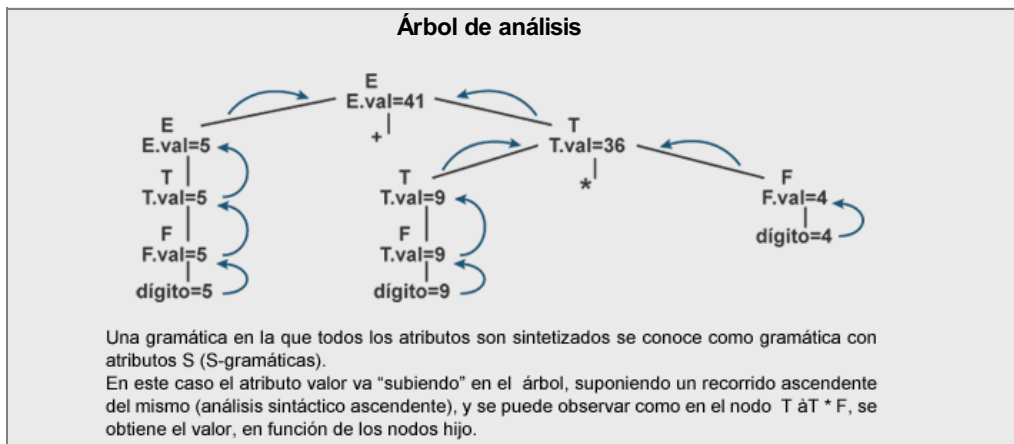 Árbol de análisis
E
E.val=41
+
E
E.val=5
T
T.val=5
F
F.val=5
dígito=5
T
T.val=36
*
T
T.val=9
F
T.val=9
dígito=9
F
F.val=4
dígito=4
Una gramática en la que todos los atributos son sintetizados se conoce como gramática con
atributos S (S-gramáticas).
En este caso el atributo valor va “subiendo” en el árbol, suponiendo un recorrido ascendente
del mismo (análisis sintáctico ascendente), y se puede observar como en el nodo T àT * F, se
obtiene el valor, en función de los nodos hijo.